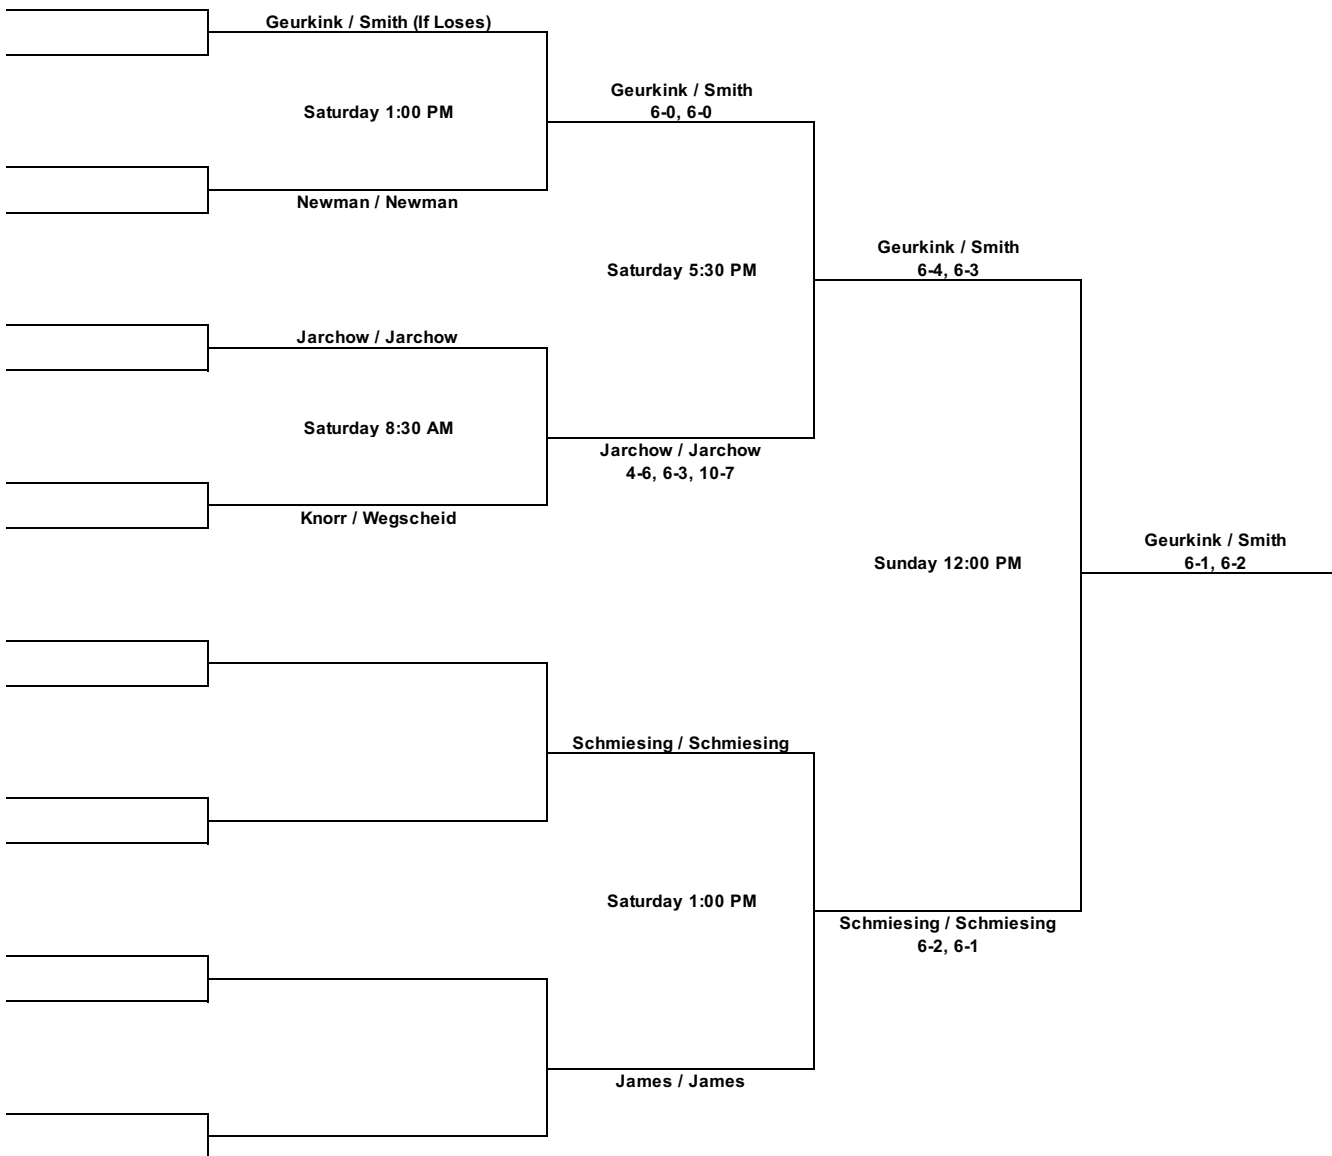 Geurkink / Smith (If Loses)
Saturday 1:00 PM
Newman / Newman
Geurkink / Smith
6-0, 6-0
Saturday 5:30 PM
Jarchow / Jarchow
Saturday 8:30 AM
Knorr / Wegscheid
Jarchow / Jarchow
4-6, 6-3, 10-7
Geurkink / Smith
6-4, 6-3
Sunday 12:00 PM
Geurkink / Smith
6-1, 6-2
Schmiesing / Schmiesing
Saturday 1:00 PM
James / James
Schmiesing / Schmiesing
6-2, 6-1